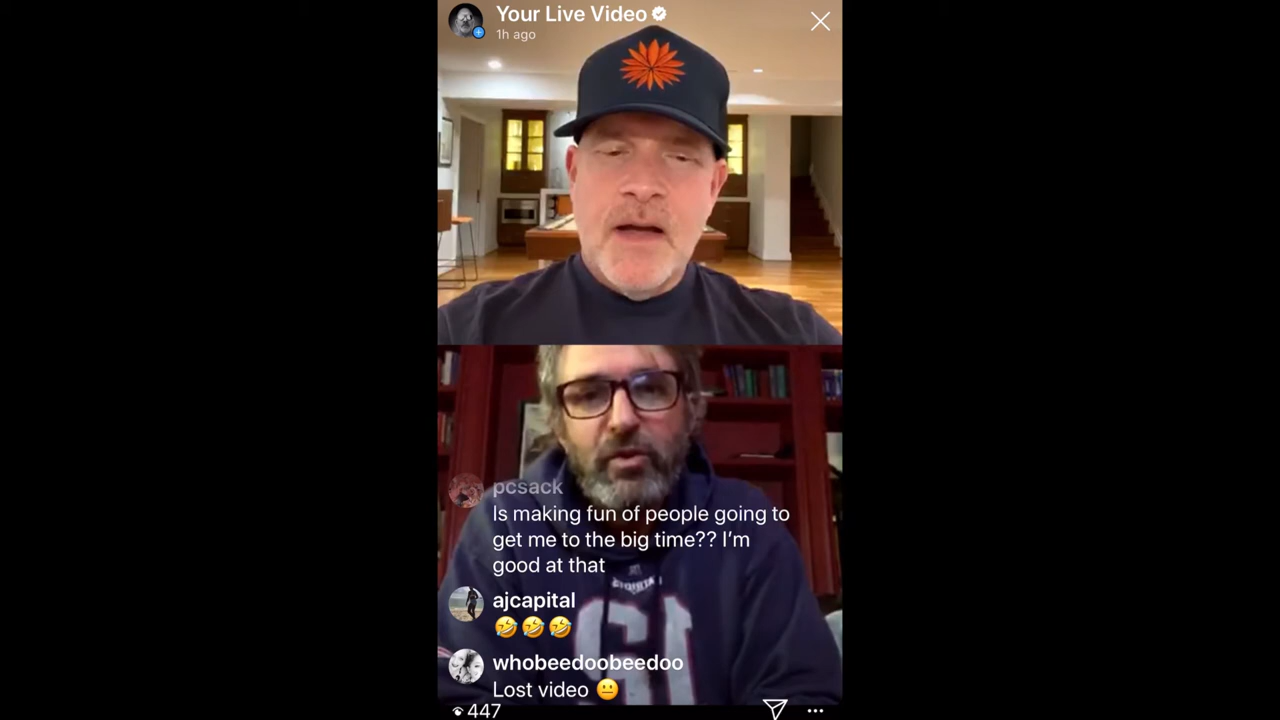 Your Live Video
1h ago
pcsack
Is making fun of people going to
get me to the big time?? I'm
good at that
ajcapital
🤣🤣🤣
whobeedoobeedoo
Lost video 😐
447